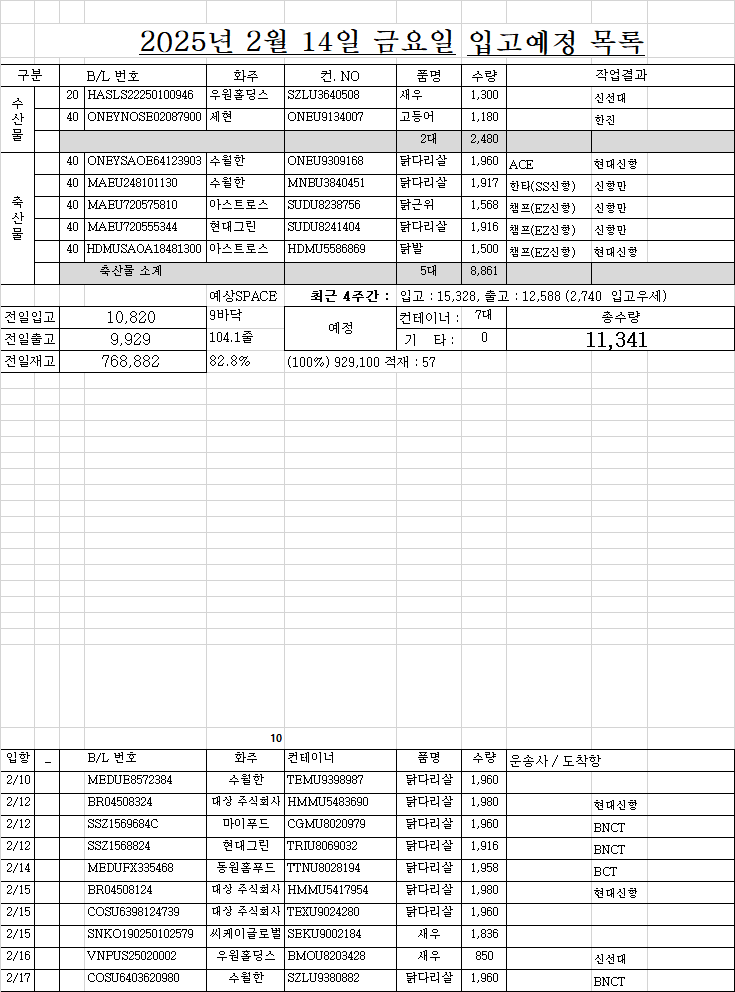 2025년 2월 14일 금요일 입고예정 목록
구분 B/L 번호 화주 컨. NO 품명 수량 작업결과
수산물
20 HASLS22250100946 우원홀딩스 SZLU3640508 새우 1,300 신선대
40 ONEYNOSE02087900 세현 ONEU9134007 고등어 1,180 한진
2대 2,480
축산물
40 ONEYSAOE64123903 수월한 ONEU9309168 닭다리살 1,960 ACE 현대신항
40 MAEU248101130 수월한 MNEU3840451 닭다리살 1,917 한타(SS신항) 신항만
40 MAEU720575810 아스트로스 SUDU8238756 닭근위 1,568 챔프(EZ신항) 신항만
40 MAEU720555344 현대그린 SUDU8241404 닭다리살 1,916 챔프(EZ신항) 신항만
40 HDMUSAOA18481300 아스트로스 HDMU5586869 닭발 1,500 챔프(EZ신항) 현대신항
축산물 소계 5대 8,861
예상SPACE 최근 4주간 : 입고 : 15,328, 출고 : 12,588 (2,740 입고우세)
전일입고 10,820 9바닥 예정 컨테이너 : 7대 총수량
전일출고 9,929 104.1줄 기 타 : 0 11,341
전일재고 768,882 82.8% (100%) 929,100 적재 : 57
10
입항 _ B/L 번호 화주 컨테이너 품명 수량 운송사 / 도착항
2/10 MEDUE8572384 수월한 TEMU9398987 닭다리살 1,960
2/12 BR04508324 대상 주식회사 HMMU5483690 닭다리살 1,980 현대신항
2/12 SSZ1569684C 마이푸드 CGMU8020979 닭다리살 1,960 BNCT
2/12 SSZ1568824 현대그린 TRIU8069032 닭다리살 1,916 BNCT
2/14 MEDUFX335468 동원홈푸드 TTNU8028194 닭다리살 1,958 BCT
2/15 BR04508124 대상 주식회사 HMMU5417954 닭다리살 1,980 현대신항
2/15 COSU6398124739 대상 주식회사 TEXU9024280 닭다리살 1,960
2/15 SNKO190250102579 씨케이글로벌 SEKU9002184 새우 1,836
2/16 VNPUS25020002 우원홀딩스 BMOU8203428 새우 850 신선대
2/17 COSU6403620980 수월한 SZLU9380882 닭다리살 1,960 BNCT